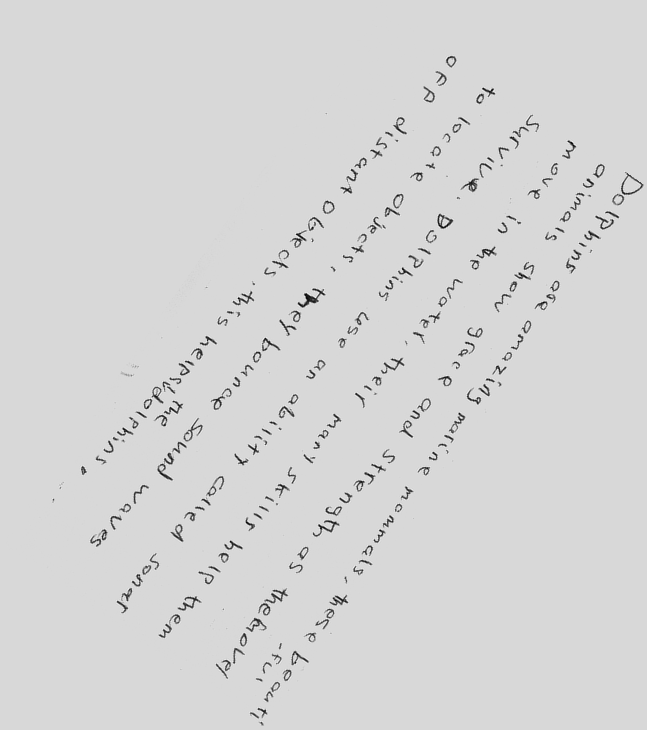 Dolphins are amazing marine mammals. these beauti
-ful
animals show grace and strength as they
move in the water. their many skills help them
survive. Dolphins use an ability called sonar
to locate objects. they bounce sound waves
off distant objects. this helps the dolphins.